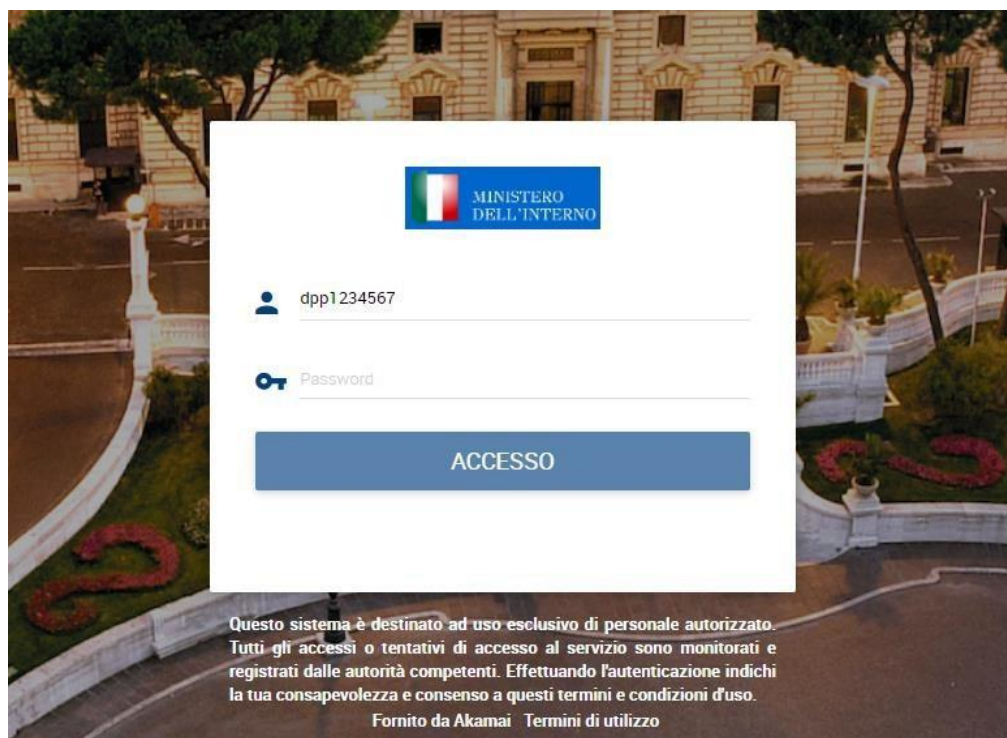 MINISTERO
DELL'INTERNO
dpp1234567
Password
ACCESSO
Questo sistema è destinato ad uso esclusivo di personale autorizzato.
Tutti gli accessi o tentativi di accesso al servizio sono monitorati e
registrati dalle autorità competenti. Effettuando l'autenticazione indichi
la tua consapevolezza e consenso a questi termini e condizioni d'uso.
Fornito da Akamai Termini di utilizzo